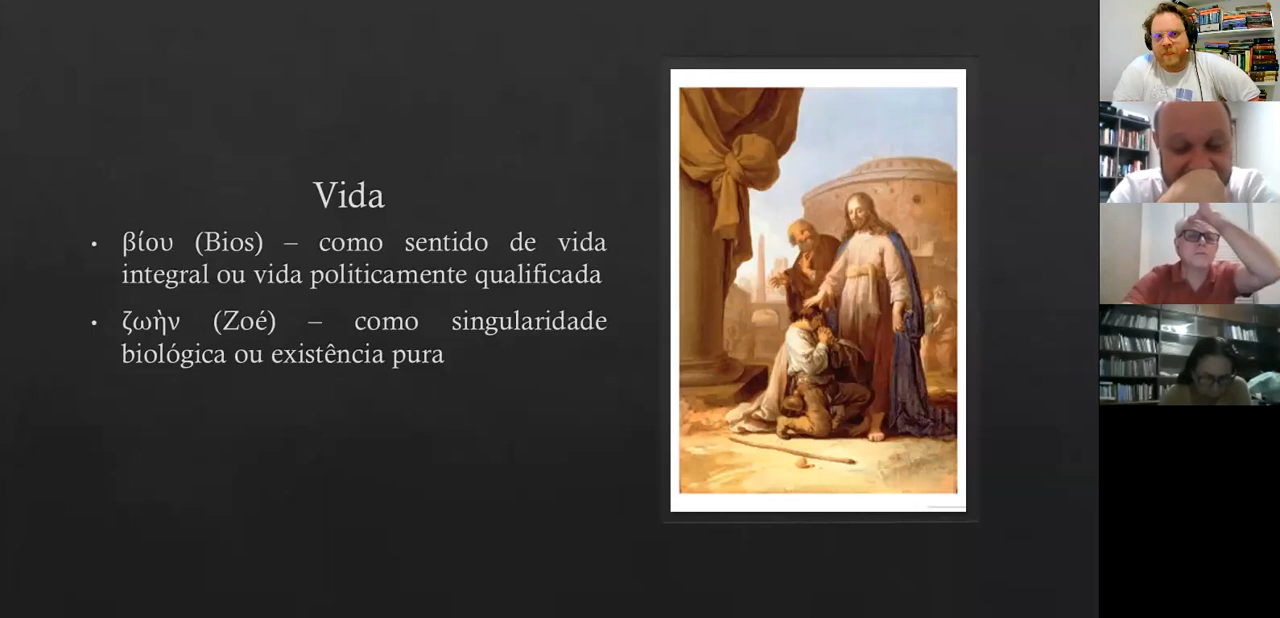 Vida
• βίου (Bios) – como sentido de vida
integral ou vida politicamente qualificada
• ζωὴν (Zoé) – como singularidade
biológica ou existência pura